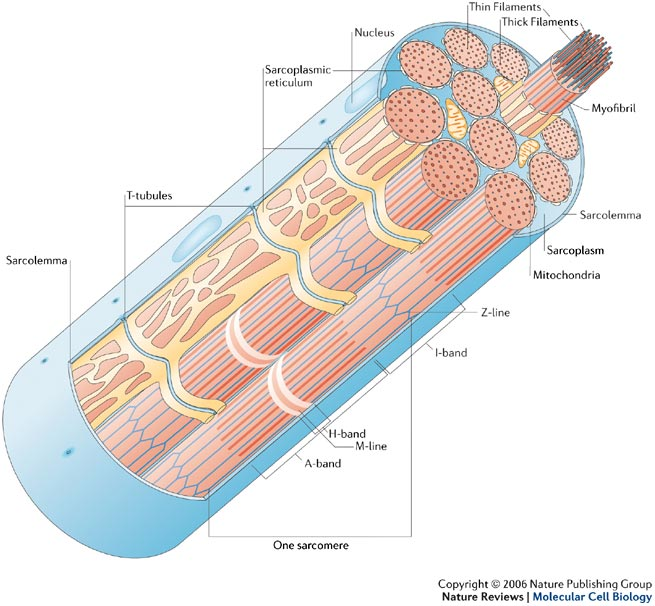 Thin Filaments
Thick Filaments
Nucleus
Sarcoplasmic
reticulum
Myofibril
T-tubules
Sarcolemma
Sarcoplasm
Sarcolemma
Mitochondria
Z-line
I-band
H-band
M-line
A-band
One sarcomere
Copyright © 2006 Nature Publishing Group
Nature Reviews | Molecular Cell Biology